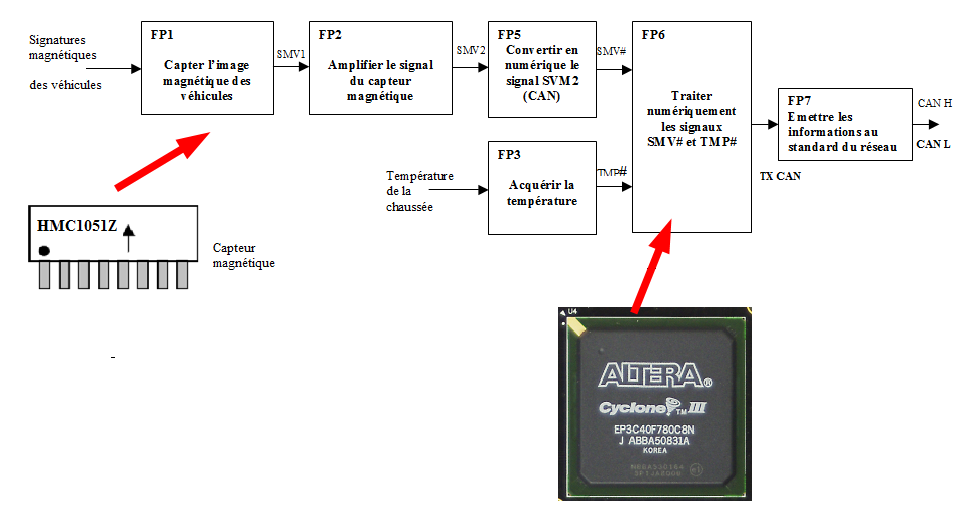 Signatures
magnétiques
des véhicules
FP1
Capter l'image
magnétique des
véhicules
SMV1
FP2
Amplifier le signal
du capteur
magnétique
SMV2
FP5
Convertir en
numérique le
signal SVM2
(CAN)
SMV#
FP6
Traiter
numériquement
les signaux
SMV# et TMP#
FP7
Emettre les
informations au
standard du réseau
CAN H
CAN L
TX CAN
Température
de la
chaussée
FP3
Acquérir la
température
TMP#
HMC1051Z
Capteur
magnétique
U4
ALTERA®
Cyclone TM III
EP3C40F780C8N
J ABBA50831A
KOREA